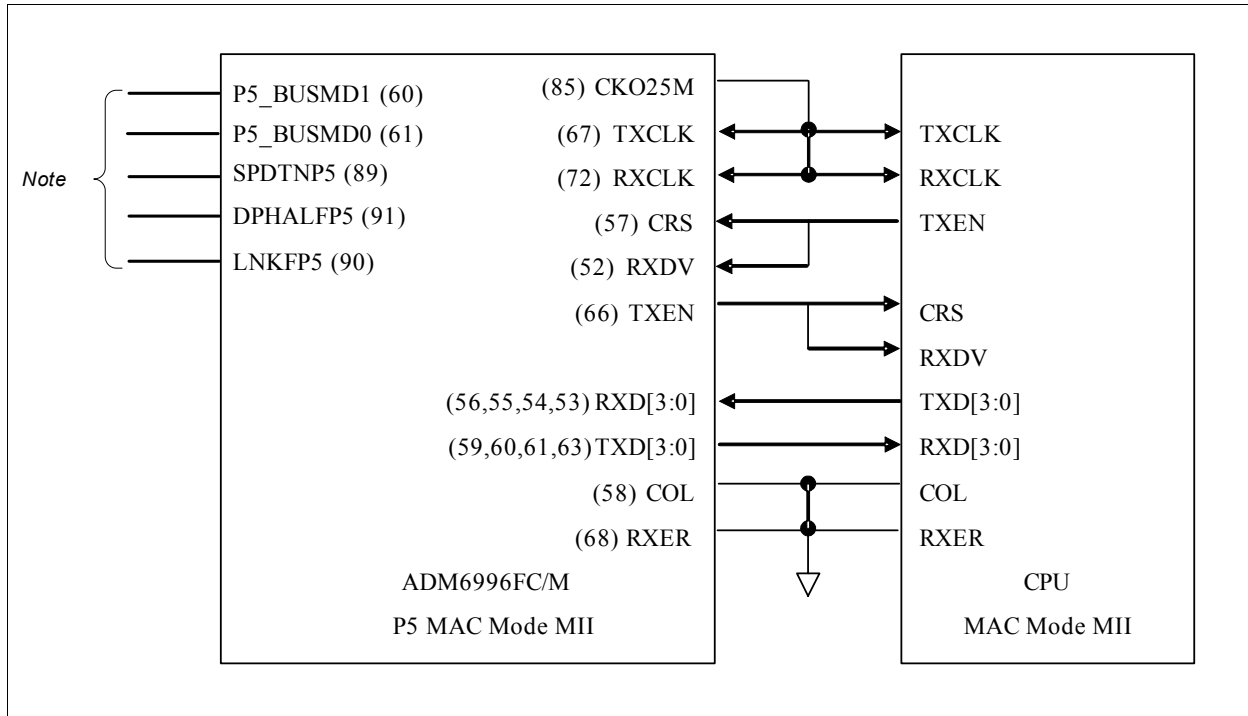 Note
P5_BUSMD1 (60)
P5_BUSMD0 (61)
SPDTNP5 (89)
DPHALFP5 (91)
LNKFP5 (90)
(85) CKO25M
(67) TXCLK
(72) RXCLK
(57) CRS
(52) RXDV
(66) TXEN
(56,55,54,53) RXD[3:0]
(59,60,61,63) TXD[3:0]
(58) COL
(68) RXER
ADM6996FC/M
P5 MAC Mode MII
TXCLK
RXCLK
TXEN
CRS
RXDV
TXD[3:0]
RXD[3:0]
COL
RXER
CPU
MAC Mode MII